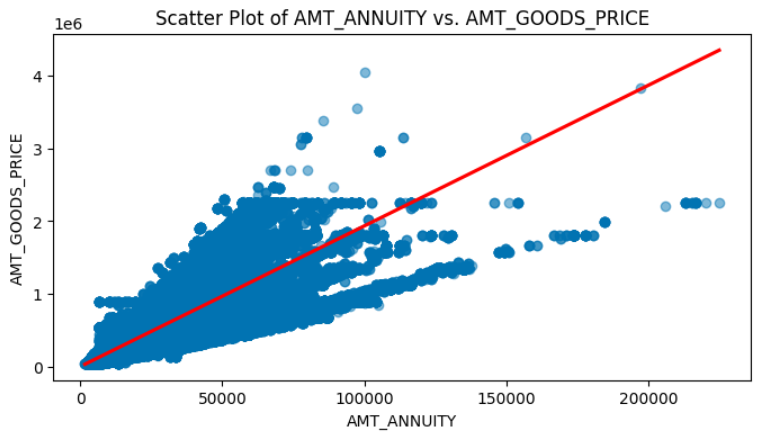 Scatter Plot of AMT_ANNUITY vs. AMT_GOODS_PRICE
1e6
4
3
2
1
0
AMT_GOODS_PRICE
0 50000 100000 150000 200000
AMT_ANNUITY